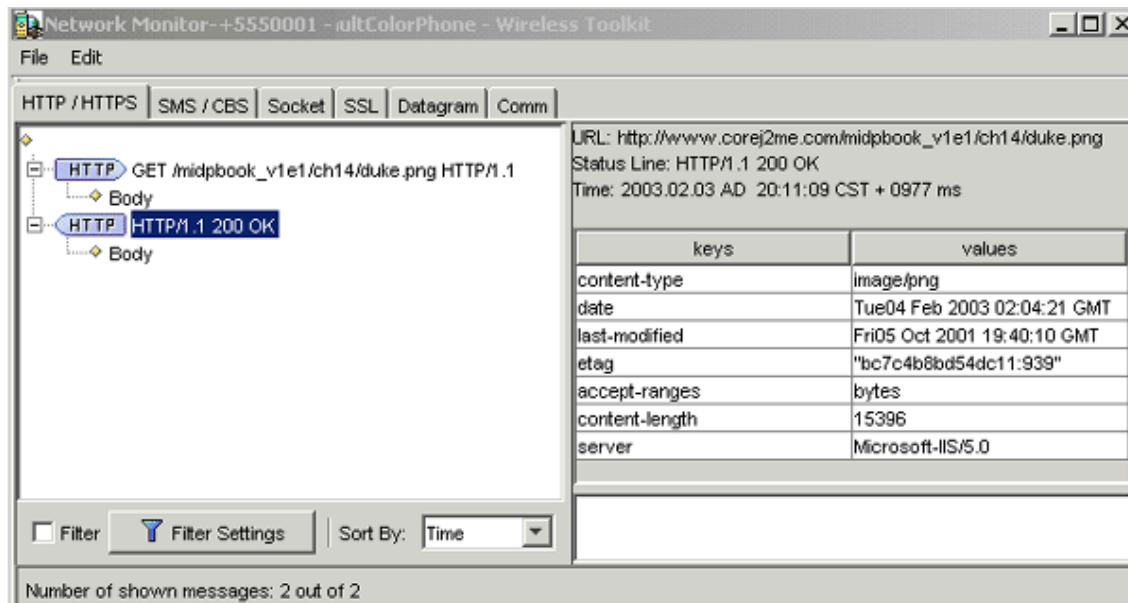 Network Monitor-+5550001 - ultColorPhone - Wireless Toolkit
File Edit
HTTP / HTTPS SMS / CBS Socket SSL Datagram Comm
HTTP GET /midpbook_v1e1/ch14/duke.png HTTP/1.1
Body
HTTP HTTP/1.1 200 OK
Body
URL: http://www.corej2me.com/midpbook_v1e1/ch14/duke.png
Status Line: HTTP/1.1 200 OK
Time: 2003.02.03 AD 20:11:09 CST + 0977 ms
keys values
content-type image/png
date Tue04 Feb 2003 02:04:21 GMT
last-modified Fri05 Oct 2001 19:40:10 GMT
etag "bc7c4b8bd54dc11:939"
accept-ranges bytes
content-length 15396
server Microsoft-IIS/5.0
Filter Filter Settings Sort By: Time
Number of shown messages: 2 out of 2